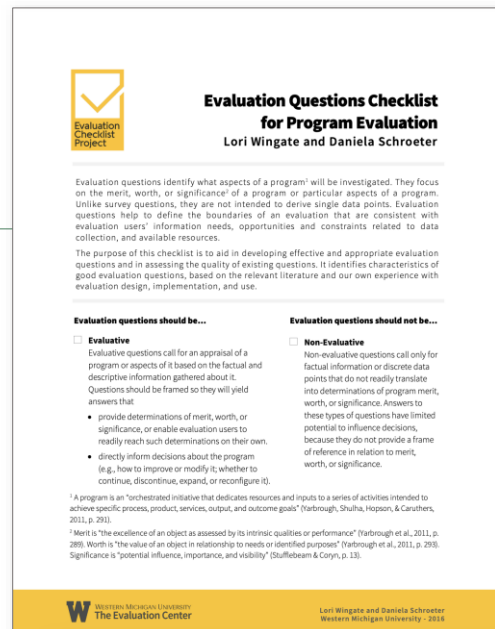 Evaluation
Checklist
Project
Evaluation Questions Checklist
for Program Evaluation
Lori Wingate and Daniela Schroeter
Evaluation questions identify what aspects of a program¹ will be investigated. They focus
on the merit, worth, or significance² of a program or particular aspects of a program.
Unlike survey questions, they are not intended to derive single data points. Evaluation
questions help to define the boundaries of an evaluation that are consistent with
evaluation users' information needs, opportunities and constraints related to data
collection, and available resources.
The purpose of this checklist is to aid in developing effective and appropriate evaluation
questions and in assessing the quality of existing questions. It identifies characteristics of
good evaluation questions, based on the relevant literature and our own experience with
evaluation design, implementation, and use.
Evaluation questions should be...
Evaluative
Evaluative questions call for an appraisal of a
program or aspects of it based on the factual and
descriptive information gathered about it.
Questions should be framed so they will yield
answers that
• provide determinations of merit, worth, or
significance, or enable evaluation users to
readily reach such determinations on their own.
• directly inform decisions about the program
(e.g., how to improve or modify it; whether to
continue, discontinue, expand, or reconfigure it).
Evaluation questions should not be...
Non-Evaluative
Non-evaluative questions call only for
factual information or discrete data
points that do not readily translate
into determinations of program merit,
worth, or significance. Answers to
these types of questions have limited
potential to influence decisions,
because they do not provide a frame
of reference in relation to merit,
worth, or significance.
¹ A program is an "orchestrated initiative that dedicates resources and inputs to a series of activities intended to
achieve specific process, product, services, output, and outcome goals" (Yarbrough, Shulha, Hopson, & Caruthers,
2011, p. 291).
² Merit is "the excellence of an object as assessed by its intrinsic qualities or performance" (Yarbrough et al., 2011, p.
289). Worth is "the value of an object in relationship to needs or identified purposes" (Yarbrough et al., 2011, p. 293).
Significance is "potential influence, importance, and visibility" (Stufflebeam & Coryn, p. 13).
W
WESTERN MICHIGAN UNIVERSITY
The Evaluation Center
Lori Wingate and Daniela Schroeter
Western Michigan University - 2016